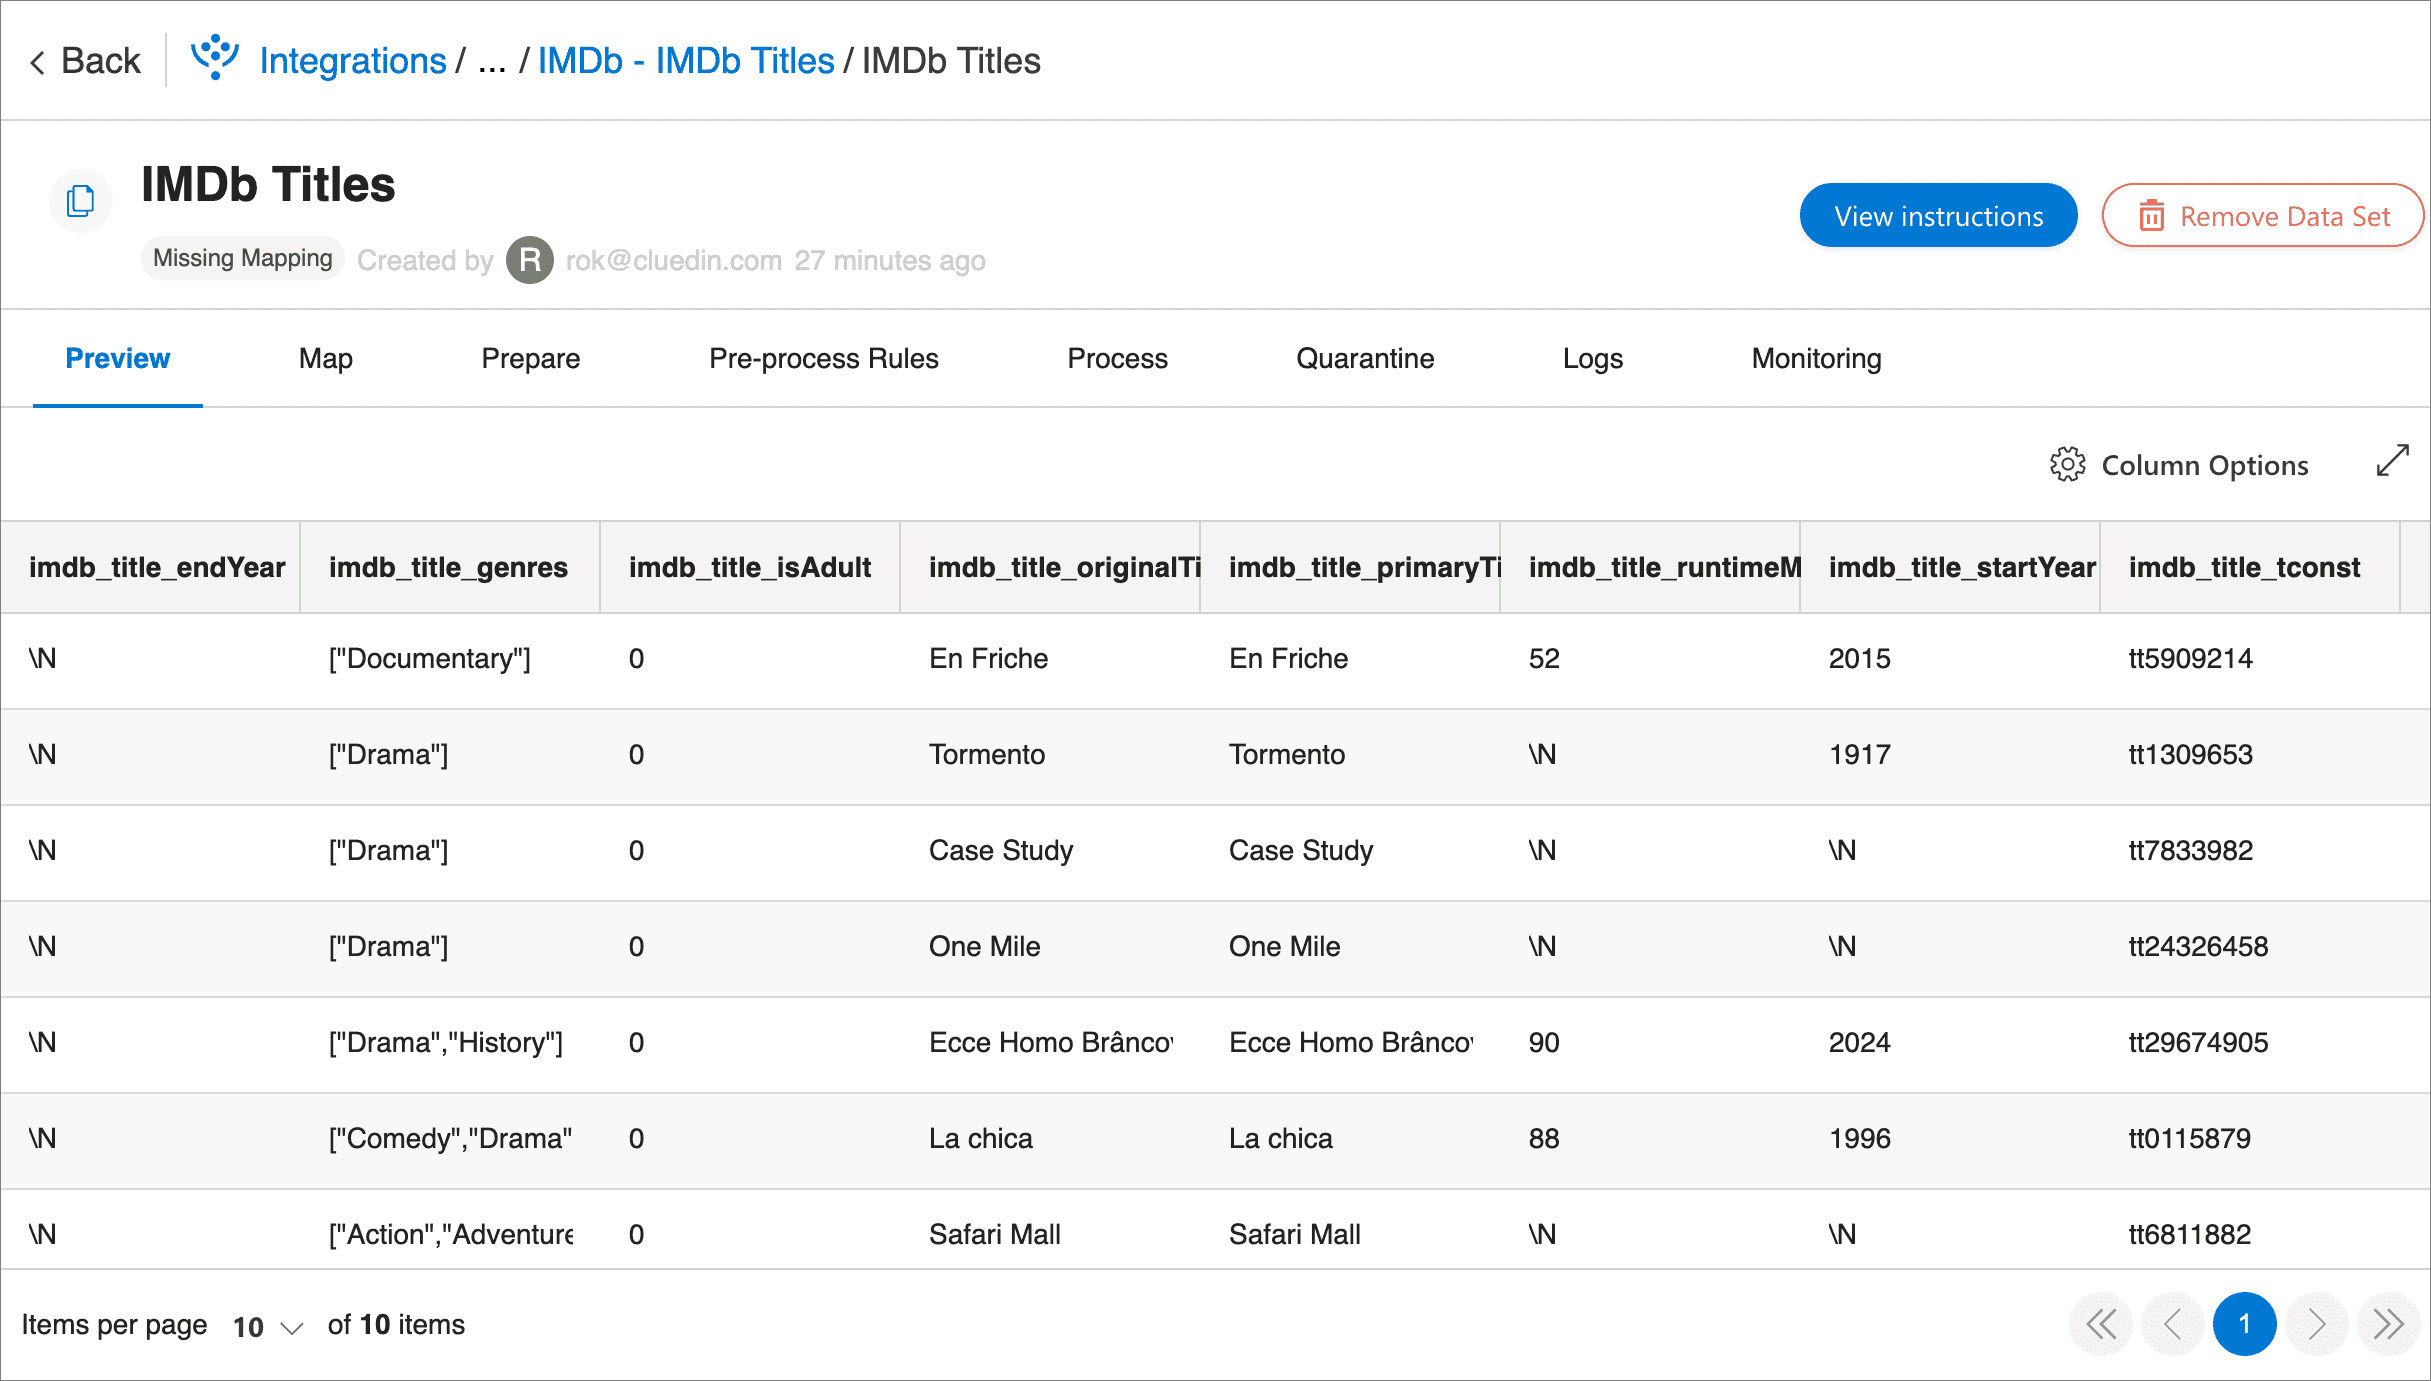 Back Integrations / ... / IMDb - IMDb Titles / IMDb Titles
IMDb Titles
View instructions Remove Data Set
Missing Mapping Created by R rok@cluedin.com 27 minutes ago
Preview Map Prepare Pre-process Rules Process Quarantine Logs Monitoring
Column Options
imdb_title_endYear imdb_title_genres imdb_title_isAdult imdb_title_originalTi imdb_title_primaryTi imdb_title_runtimeM imdb_title_startYear imdb_title_tconst
\N ["Documentary"] 0 En Friche En Friche 52 2015 tt5909214
\N ["Drama"] 0 Tormento Tormento \N 1917 tt1309653
\N ["Drama"] 0 Case Study Case Study \N \N tt7833982
\N ["Drama"] 0 One Mile One Mile \N \N tt24326458
\N ["Drama","History"] 0 Ecce Homo Brânco Ecce Homo Brânco 90 2024 tt29674905
\N ["Comedy","Drama" 0 La chica La chica 88 1996 tt0115879
\N ["Action","Adventure 0 Safari Mall Safari Mall \N \N tt6811882
Items per page 10 of 10 items 1